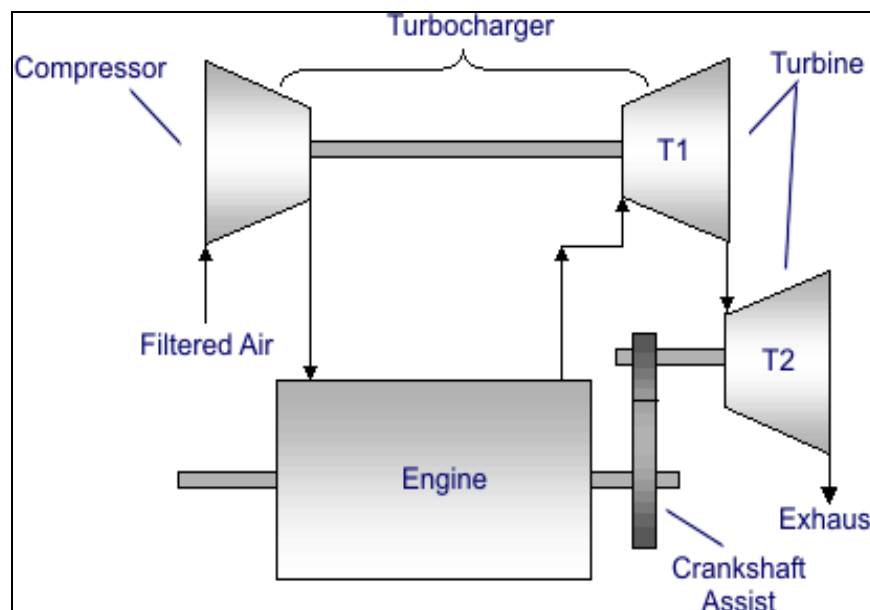 Turbocharger
Compressor
Turbine
T1
Filtered Air
T2
Engine
Exhaus
Crankshaft
Assist